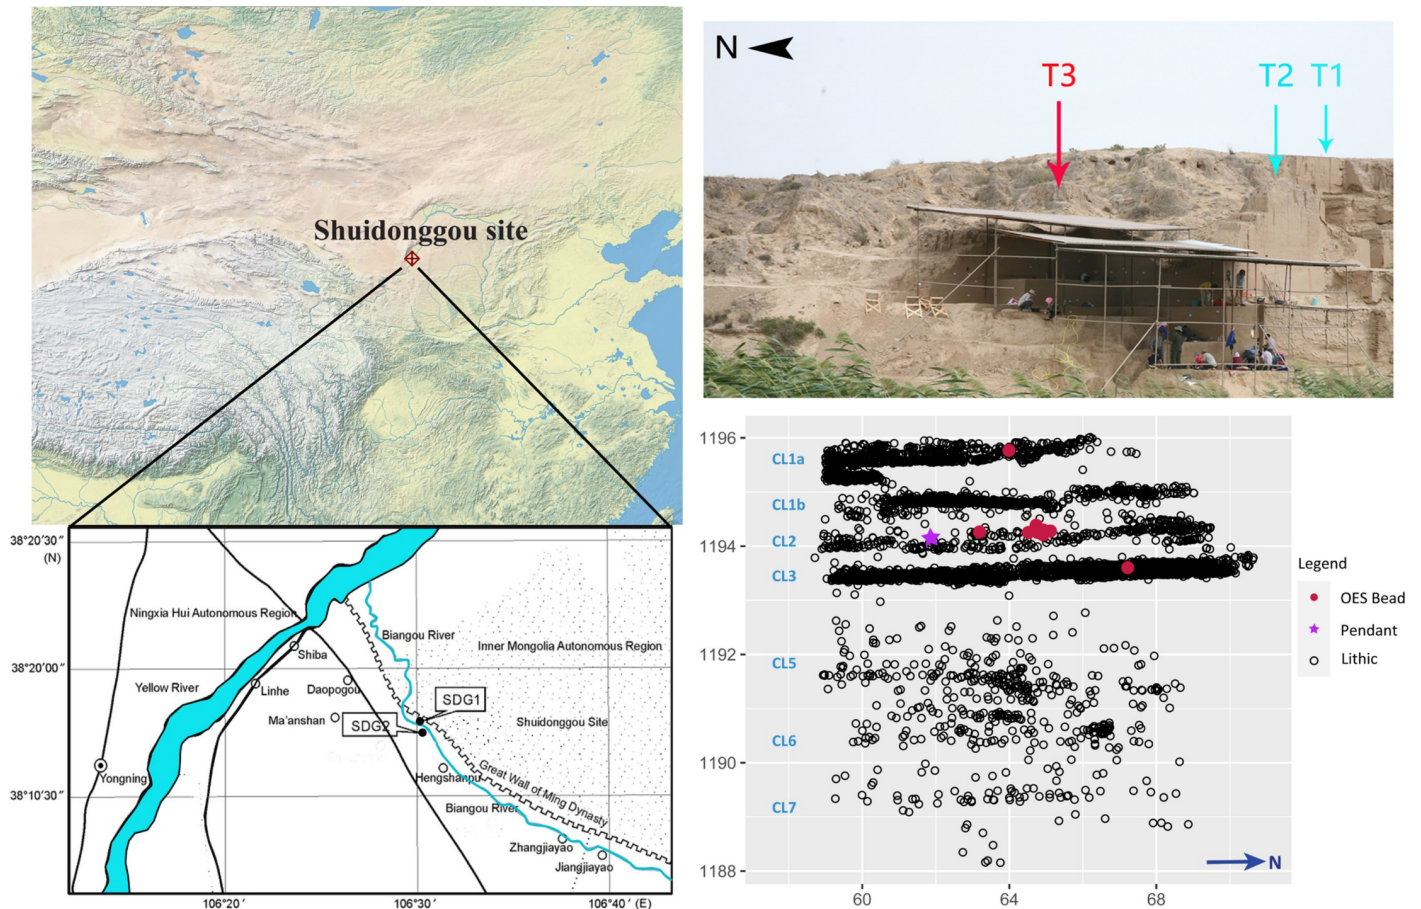 Shuidonggou site
N
T3
T2
T1
38°20′30″
(N)
38°20′00″
38°10′30″
106°20′
106°30′
106°40′ (E)
Ningxia Hui Autonomous Region
Biangou River
Inner Mongolia Autonomous Region
Shiba
Yellow River
Linhe
Daopogou
SDG1
Ma'anshan
SDG2
Shuidonggou Site
Yongning
Hengshanpu
Great Wall of Ming Dynasty
Biangou River
Zhangjiayao
Jiangjiayao
1196
1194
1192
1190
1188
CL1a
CL1b
CL2
CL3
CL5
CL6
CL7
N
60
64
68
Legend
OES Bead
Pendant
Lithic